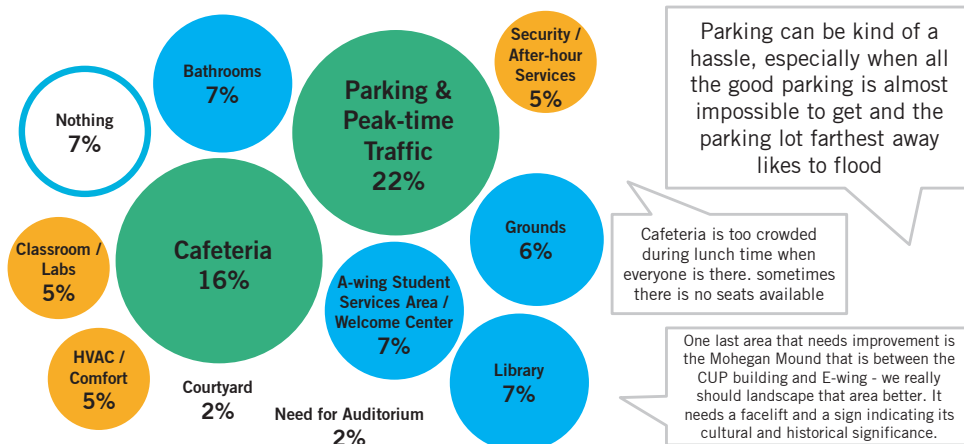 Nothing
7%
Bathrooms
7%
Parking &
Peak-time
Traffic
22%
Security /
After-hour
Services
5%
Classroom /
Labs
5%
Cafeteria
16%
A-wing Student
Services Area /
Welcome Center
7%
Grounds
6%
HVAC /
Comfort
5%
Courtyard
2%
Need for Auditorium
2%
Library
7%
Parking can be kind of a
hassle, especially when all
the good parking is almost
impossible to get and the
parking lot farthest away
likes to flood
Cafeteria is too crowded
during lunch time when
everyone is there. sometimes
there is no seats available
One last area that needs improvement is
the Mohegan Mound that is between the
CUP building and E-wing - we really
should landscape that area better. It
needs a facelift and a sign indicating its
cultural and historical significance.